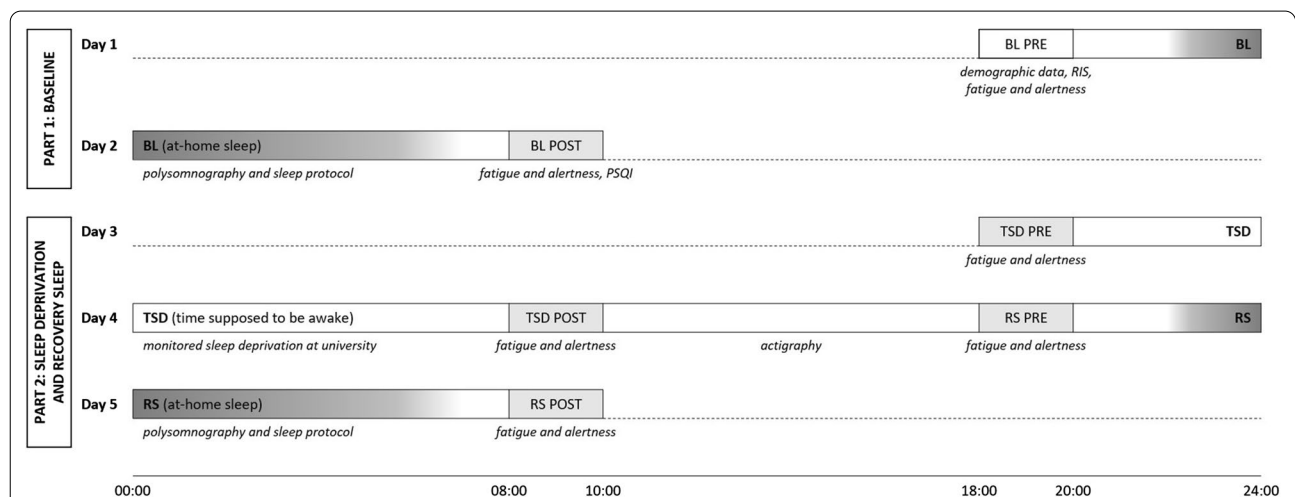 PART 1: BASELINE
Day 1
BL PRE
BL
demographic data, RIS,
fatigue and alertness
Day 2
BL (at-home sleep)
BL POST
polysomnography and sleep protocol
fatigue and alertness, PSQI
PART 2: SLEEP DEPRIVATION
AND RECOVERY SLEEP
Day 3
TSD PRE
TSD
fatigue and alertness
Day 4
TSD (time supposed to be awake)
TSD POST
RS PRE
RS
monitored sleep deprivation at university
fatigue and alertness
actigraphy
fatigue and alertness
Day 5
RS (at-home sleep)
RS POST
polysomnography and sleep protocol
fatigue and alertness
00:00
08:00
10:00
18:00
20:00
24:00